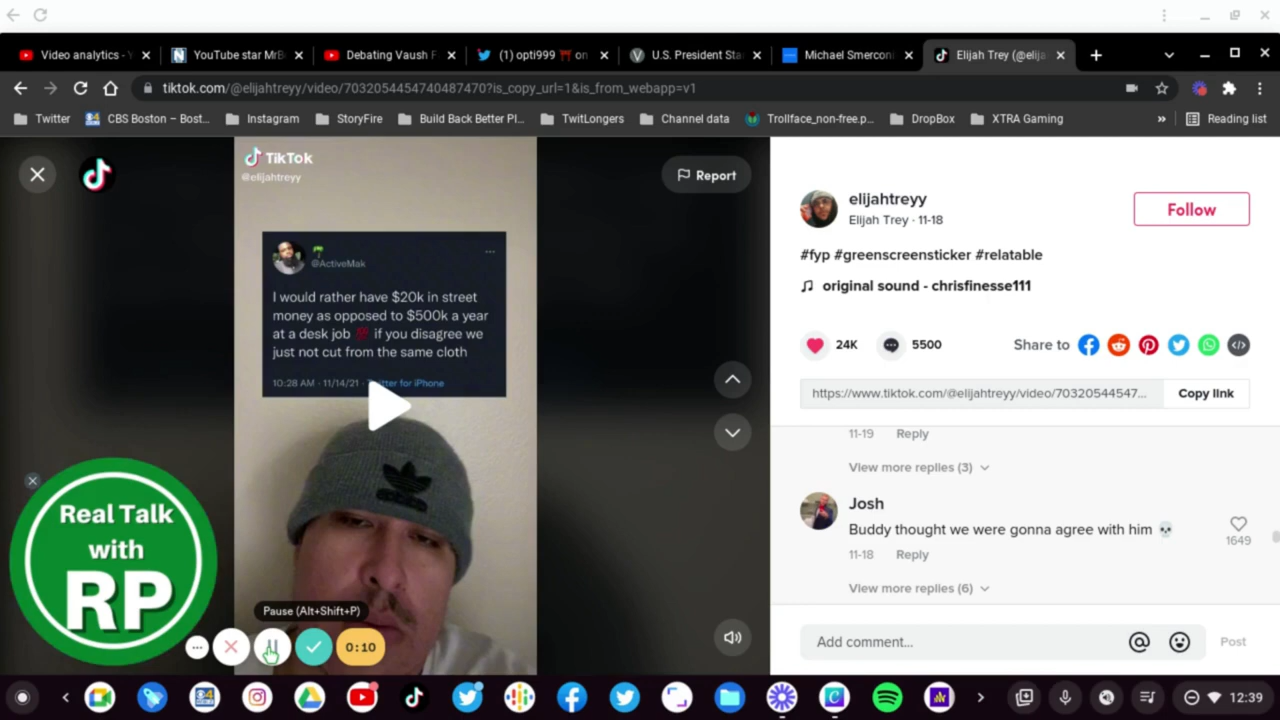 Video analytics - Y
YouTube star MrB
Debating Vaush F
(1) opti999 ⛩️ on
U.S. President Sta
Michael Smerconi
Elijah Trey (@elija
tiktok.com/@elijahtreyy/video/7032054454740487470?is_copy_url=1&is_from_webapp=v1
Twitter
CBS Boston – Bost...
Instagram
StoryFire
Build Back Better Pl...
TwitLongers
Channel data
Trollface_non-free.p...
DropBox
XTRA Gaming
»
Reading list
TikTok
@elijahtreyy
Report
@ActiveMak
I would rather have $20k in street
money as opposed to $500k a year
at a desk job 💯 if you disagree we
just not cut from the same cloth
10:28 AM · 11/14/21 · Twitter for iPhone
Real Talk
with
RP
Pause (Alt+Shift+P)
0:10
elijahtreyy
Elijah Trey · 11-18
Follow
#fyp #greenscreensticker #relatable
original sound - chrisfinesse111
24K
5500
Share to
https://www.tiktok.com/@elijahtreyy/video/70320544547...
Copy link
11-19
Reply
View more replies (3)
Josh
Buddy thought we were gonna agree with him 💀
1649
11-18
Reply
View more replies (6)
Add comment...
Post
12:39